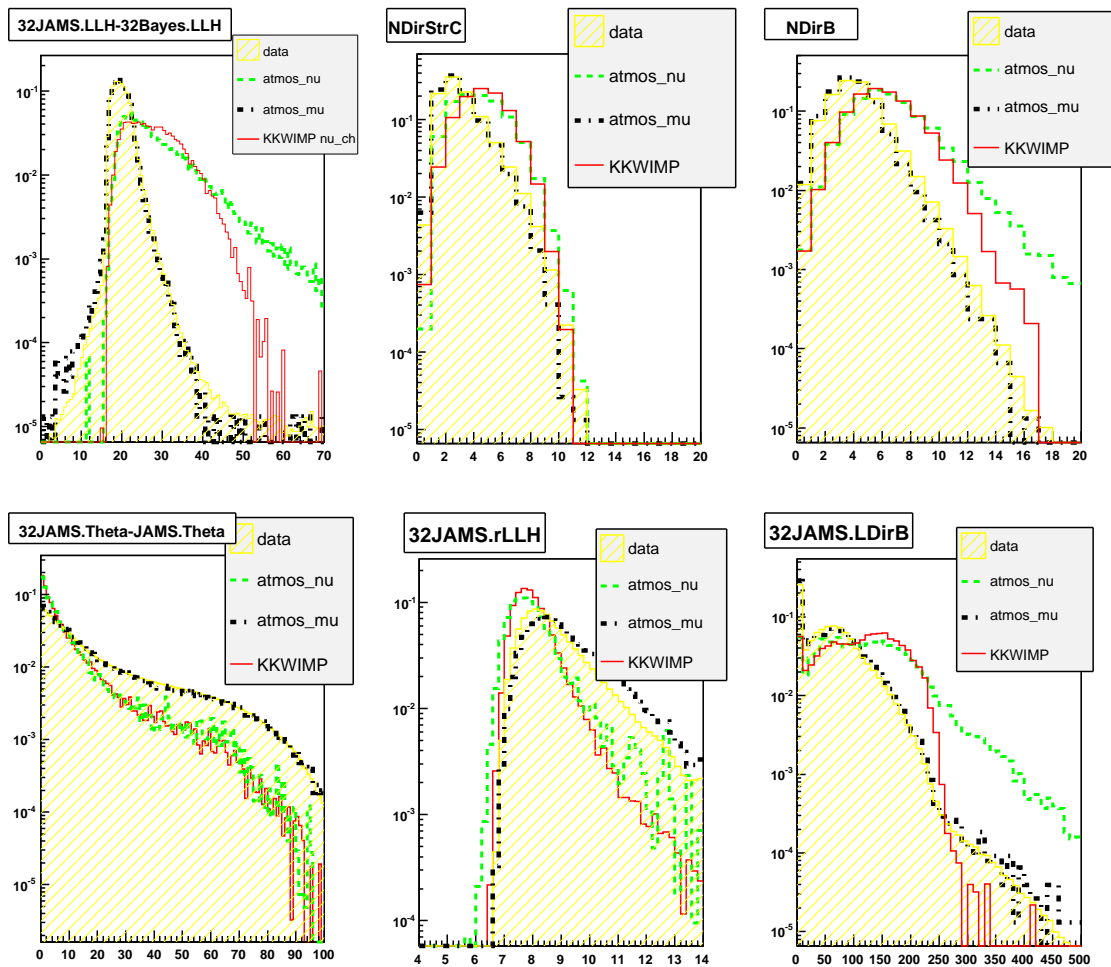 32JAMS.LLH-32Bayes.LLH
data
atmos_nu
atmos_mu
KKWIMP nu_ch
10^-1
10^-2
10^-3
10^-4
10^-5
0 10 20 30 40 50 60 70
NDirStrC
data
atmos_nu
atmos_mu
KKWIMP
10^-1
10^-2
10^-3
10^-4
10^-5
0 2 4 6 8 10 12 14 16 18 20
NDirB
data
atmos_nu
atmos_mu
KKWIMP
10^-1
10^-2
10^-3
10^-4
10^-5
0 2 4 6 8 10 12 14 16 18 20
32JAMS.Theta-JAMS.Theta
data
atmos_nu
atmos_mu
KKWIMP
10^-1
10^-2
10^-3
10^-4
10^-5
0 10 20 30 40 50 60 70 80 90 100
32JAMS.rLLH
data
atmos_nu
atmos_mu
KKWIMP
10^-1
10^-2
10^-3
10^-4
4 5 6 7 8 9 10 11 12 13 14
32JAMS.LDirB
data
atmos_nu
atmos_mu
KKWIMP
10^-1
10^-2
10^-3
10^-4
10^-5
0 50 100 150 200 250 300 350 400 450 500